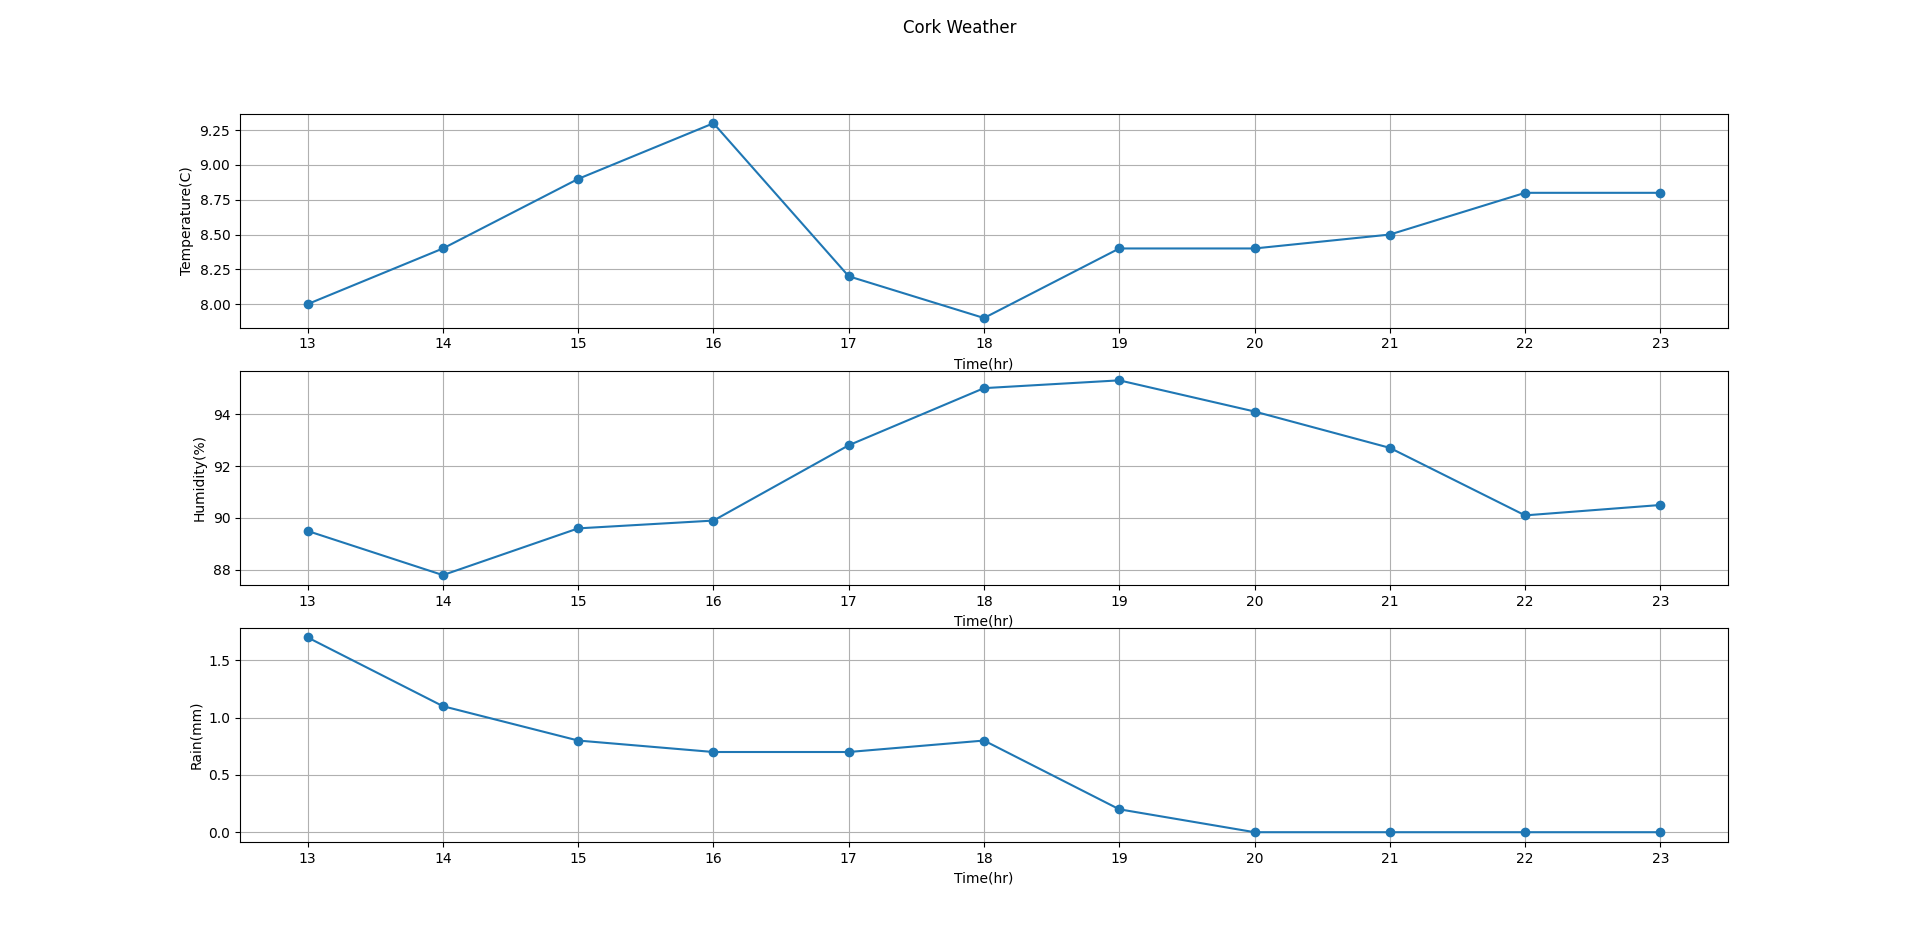 Cork Weather
Temperature(C)
9.25
9.00
8.75
8.50
8.25
8.00
13 14 15 16 17 18 19 20 21 22 23
Time(hr)
Humidity(%)
94
92
90
88
13 14 15 16 17 18 19 20 21 22 23
Time(hr)
Rain(mm)
1.5
1.0
0.5
0.0
13 14 15 16 17 18 19 20 21 22 23
Time(hr)